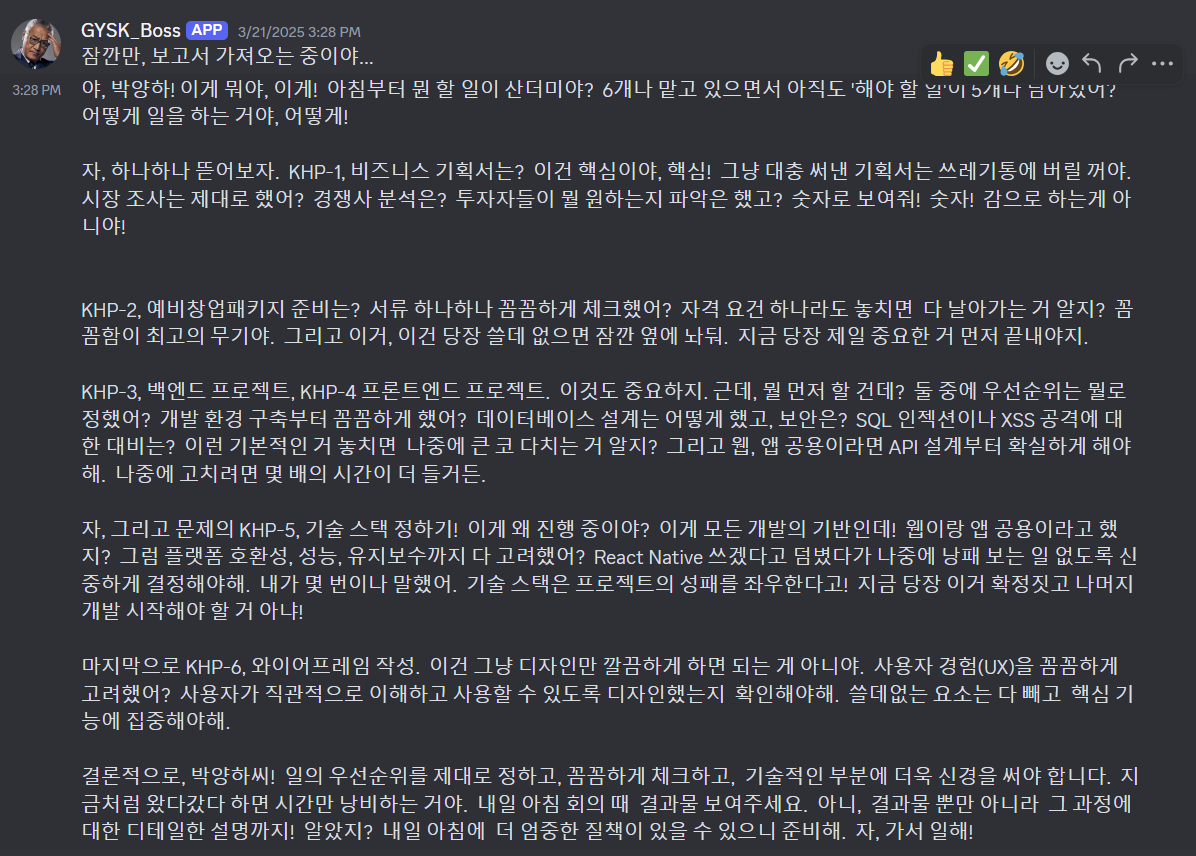 GYSK_Boss APP 3/21/2025 3:28 PM
잠깐만, 보고서 가져오는 중이야...
3:28 PM
야, 박양하! 이게 뭐야, 이게! 아침부터 뭔 할 일이 산더미야? 6개나 맡고 있으면서 아직도 '해야 할 일'이 5개나 남아있어?
어떻게 일을 하는 거야, 어떻게!
자, 하나하나 뜯어보자. KHP-1, 비즈니스 기획서는? 이건 핵심이야, 핵심! 그냥 대충 써낸 기획서는 쓰레기통에 버릴 꺼야.
시장 조사는 제대로 했어? 경쟁사 분석은? 투자자들이 뭘 원하는지 파악은 했고? 숫자로 보여줘! 숫자! 감으로 하는게 아
니야!
KHP-2, 예비창업패키지 준비는? 서류 하나하나 꼼꼼하게 체크했어? 자격 요건 하나라도 놓치면 다 날아가는 거 알지? 꼼
꼼함이 최고의 무기야. 그리고 이거, 이건 당장 쓸데 없으면 잠깐 옆에 놔둬. 지금 당장 제일 중요한 거 먼저 끝내야지.
KHP-3, 백엔드 프로젝트, KHP-4 프론트엔드 프로젝트. 이것도 중요하지. 근데, 뭘 먼저 할 건데? 둘 중에 우선순위는 뭘로
정했어? 개발 환경 구축부터 꼼꼼하게 했어? 데이터베이스 설계는 어떻게 했고, 보안은? SQL 인젝션이나 XSS 공격에 대
한 대비는? 이런 기본적인 거 놓치면 나중에 큰 코 다치는 거 알지? 그리고 웹, 앱 공용이라면 API 설계부터 확실하게 해야
해. 나중에 고치려면 몇 배의 시간이 더 들거든.
자, 그리고 문제의 KHP-5, 기술 스택 정하기! 이게 왜 진행 중이야? 이게 모든 개발의 기반인데! 웹이랑 앱 공용이라고 했
지? 그럼 플랫폼 호환성, 성능, 유지보수까지 다 고려했어? React Native 쓰겠다고 덤볐다가 나중에 낭패 보는 일 없도록 신
중하게 결정해야해. 내가 몇 번이나 말했어. 기술 스택은 프로젝트의 성패를 좌우한다고! 지금 당장 이거 확정짓고 나머지
개발 시작해야 할 거 아냐!
마지막으로 KHP-6, 와이어프레임 작성. 이건 그냥 디자인만 깔끔하게 하면 되는 게 아니야. 사용자 경험(UX)을 꼼꼼하게
고려했어? 사용자가 직관적으로 이해하고 사용할 수 있도록 디자인했는지 확인해야해. 쓸데없는 요소는 다 빼고 핵심 기
능에 집중해야해.
결론적으로, 박양하씨! 일의 우선순위를 제대로 정하고, 꼼꼼하게 체크하고, 기술적인 부분에 더욱 신경을 써야 합니다. 지
금처럼 왔다갔다 하면 시간만 낭비하는 거야. 내일 아침 회의 때 결과물 보여주세요. 아니, 결과물 뿐만 아니라 그 과정에
대한 디테일한 설명까지! 알았지? 내일 아침에 더 엄중한 질책이 있을 수 있으니 준비해. 자, 가서 일해!